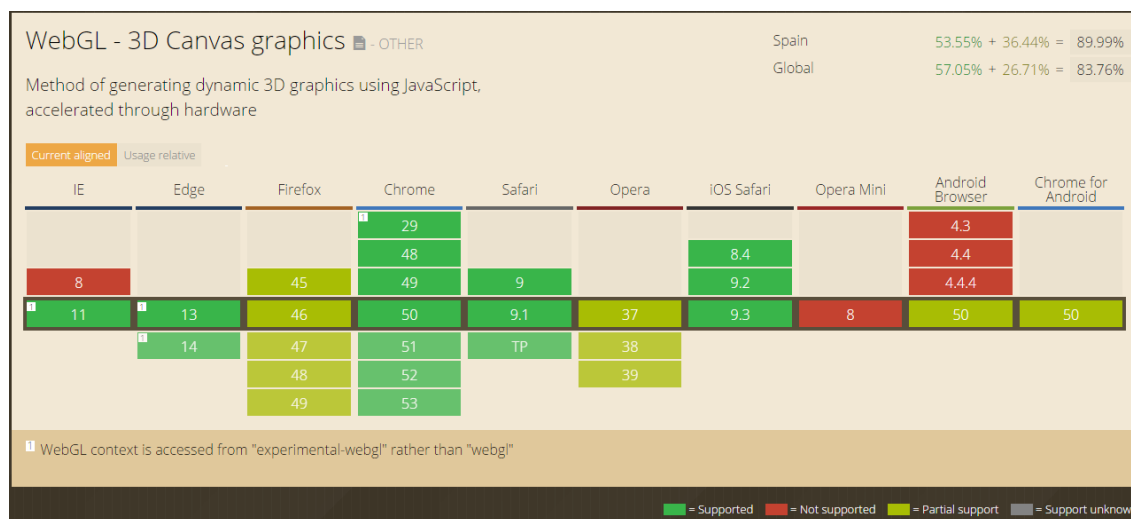 WebGL - 3D Canvas graphics - OTHER
Spain 53.55% + 36.44% = 89.99%
Global 57.05% + 26.71% = 83.76%
Method of generating dynamic 3D graphics using JavaScript,
accelerated through hardware
Current aligned Usage relative
IE Edge Firefox Chrome Safari Opera iOS Safari Opera Mini Android Browser Chrome for Android
1 29 4.3
48 8.4 4.4
8 45 49 9 9.2 4.4.4
1 11 1 13 46 50 9.1 37 9.3 8 50 50
1 14 47 51 TP 38
48 52 39
49 53
1 WebGL context is accessed from "experimental-webgl" rather than "webgl"
= Supported = Not supported = Partial support = Support unknow